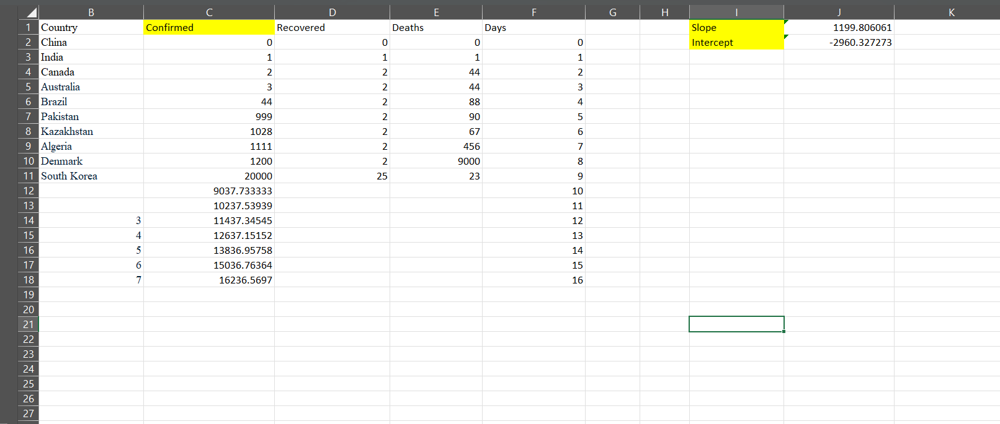 B C D E F G H I J K
1 Country Confirmed Recovered Deaths Days Slope 1199.806061
2 China 0 0 0 0 Intercept -2960.327273
3 India 1 1 1 1
4 Canada 2 2 44 2
5 Australia 3 2 44 3
6 Brazil 44 2 88 4
7 Pakistan 999 2 90 5
8 Kazakhstan 1028 2 67 6
9 Algeria 1111 2 456 7
10 Denmark 1200 2 9000 8
11 South Korea 20000 25 23 9
12 9037.733333 10
13 10237.53939 11
14 3 11437.34545 12
15 4 12637.15152 13
16 5 13836.95758 14
17 6 15036.76364 15
18 7 16236.5697 16
19
20
21
22
23
24
25
26
27